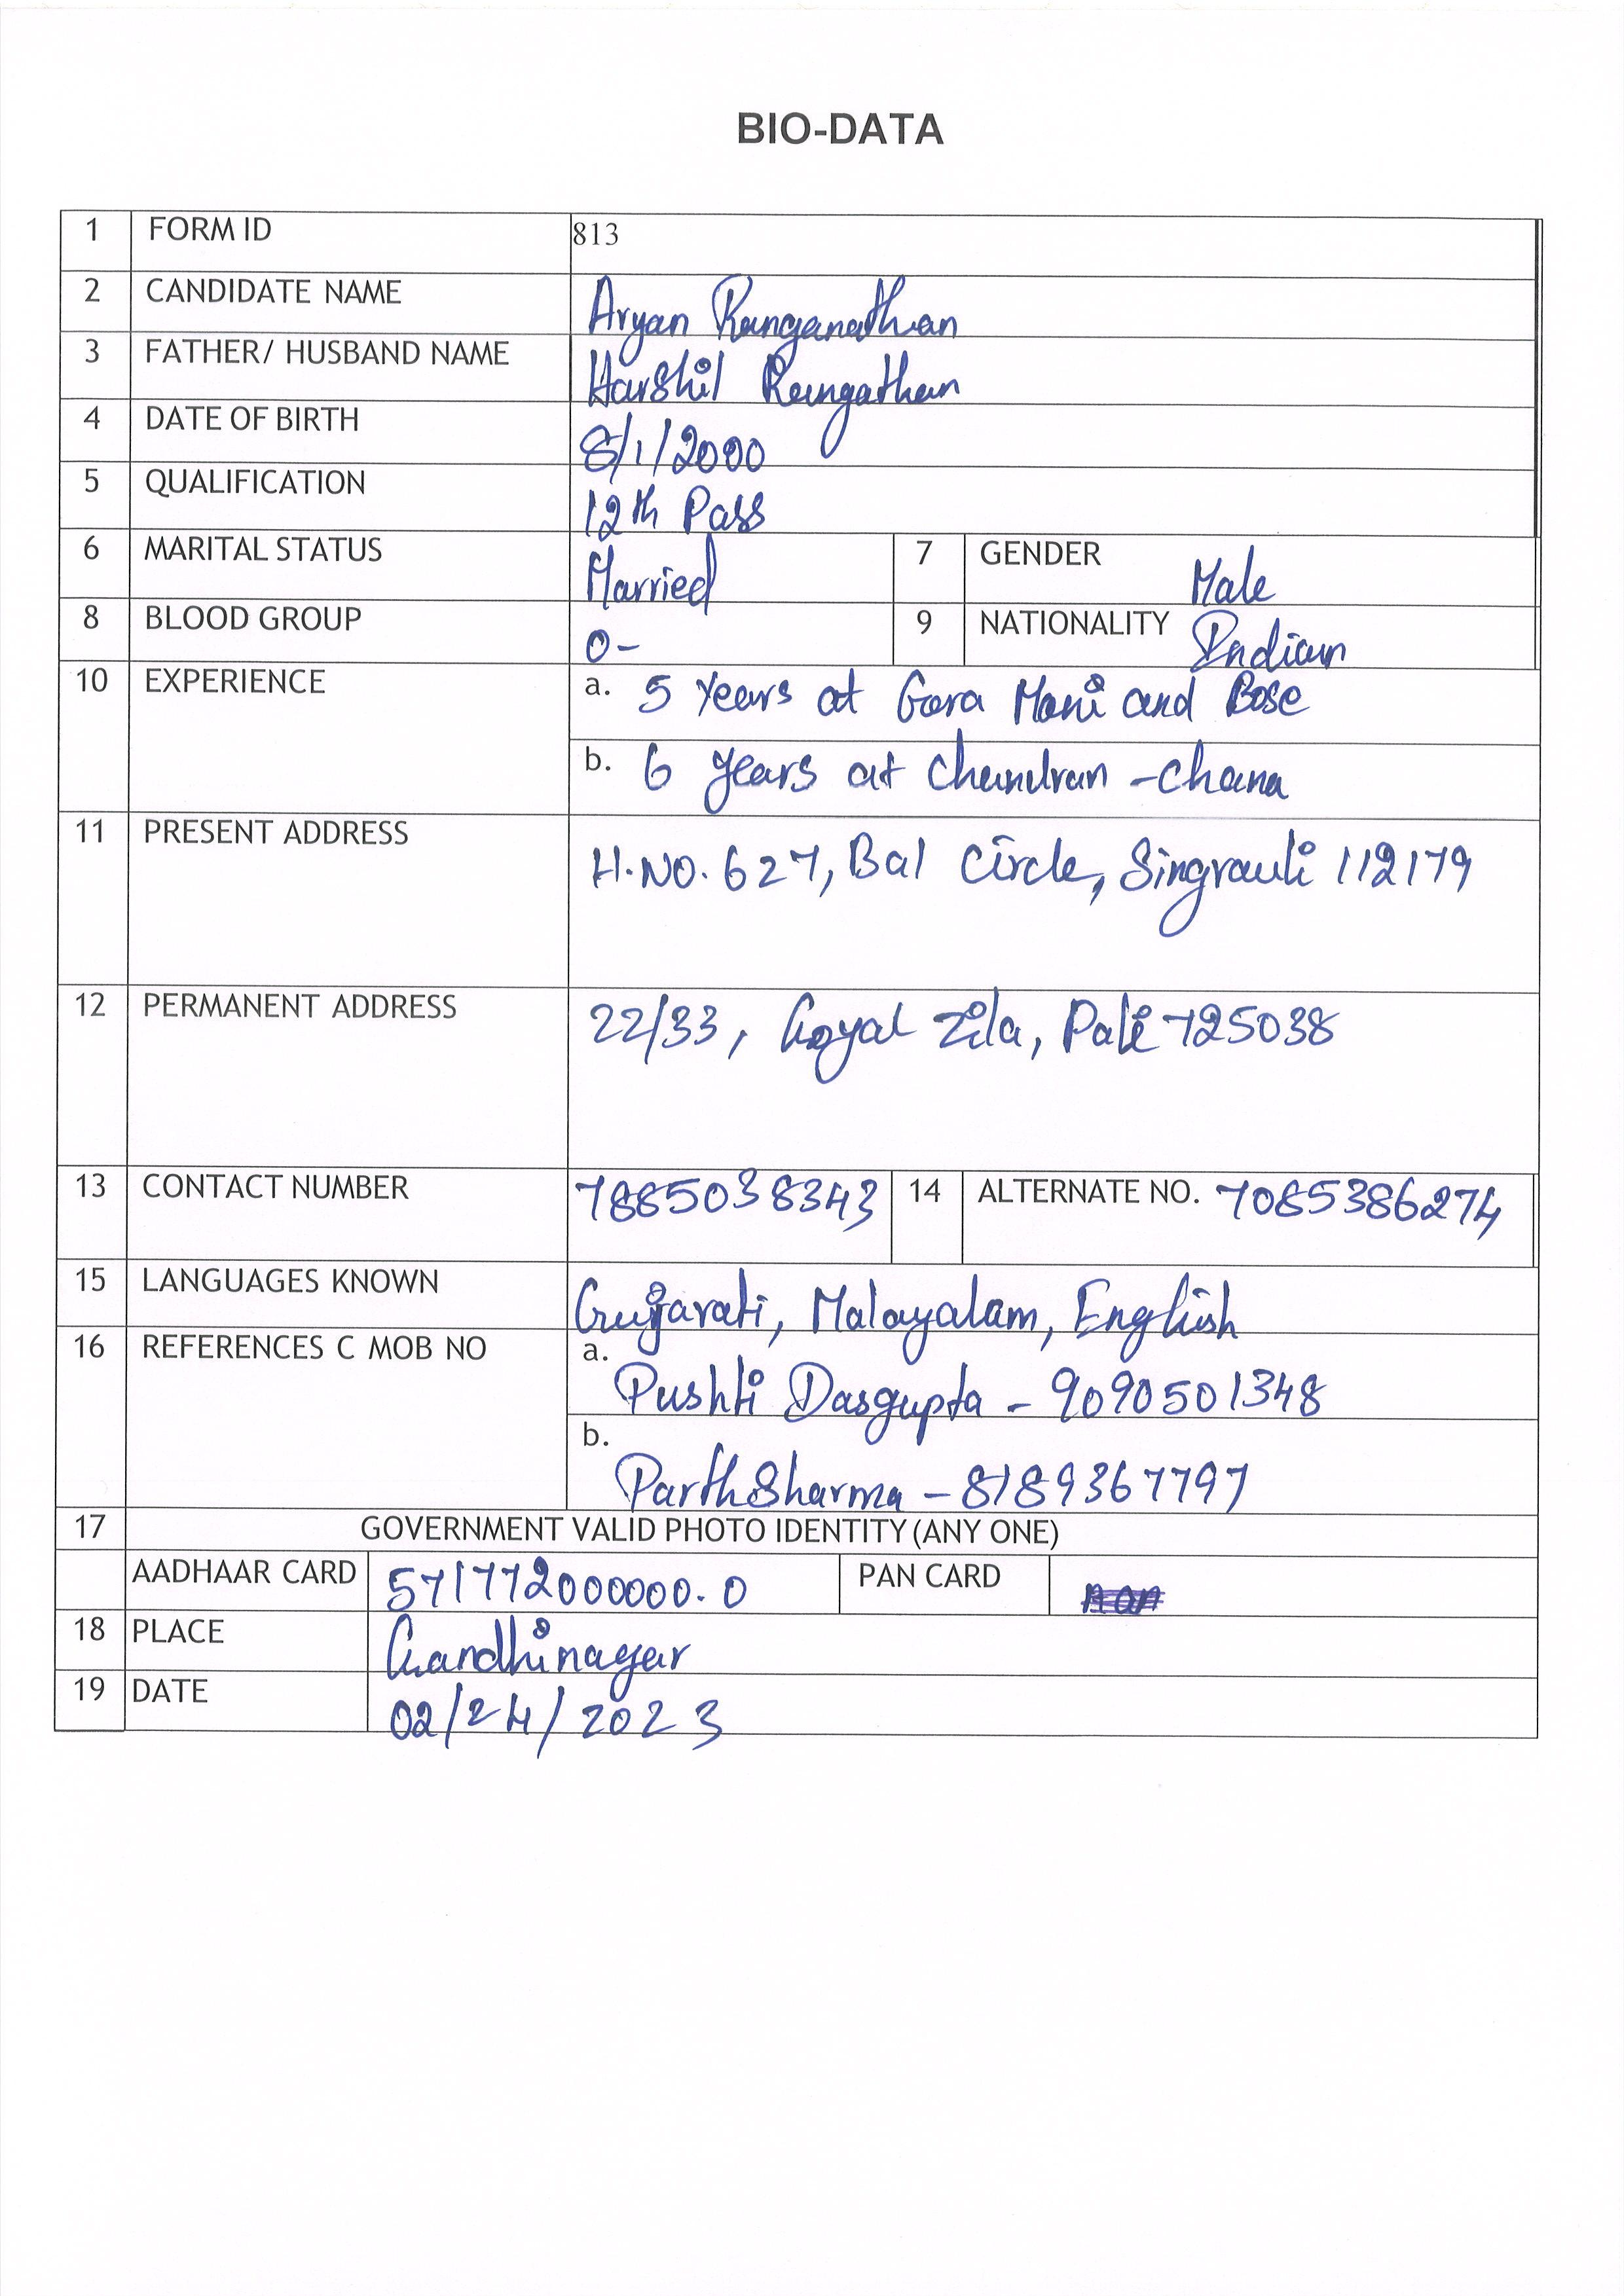 BIO-DATA
1 FORM ID 813
2 CANDIDATE NAME Aryan Ranganathan
3 FATHER/ HUSBAND NAME Harshil Rangathan
4 DATE OF BIRTH 8/1/2000
5 QUALIFICATION 12th Pass
6 MARITAL STATUS Married 7 GENDER Male
8 BLOOD GROUP O- 9 NATIONALITY Indian
10 EXPERIENCE a. 5 Years at Gara Mani and Bose
b. 6 years at Chandran -Chana
11 PRESENT ADDRESS H.NO. 627, Bal Circle, Singrauli 112179
12 PERMANENT ADDRESS 22/33, Goyal Zila, Pali 725038
13 CONTACT NUMBER 7885038343 14 ALTERNATE NO. 7085386274
15 LANGUAGES KNOWN Gujarati, Malayalam, English
16 REFERENCES C MOB NO a. Pushti Dasgupta - 9090501348
b. Parth Sharma - 8189367797
17 GOVERNMENT VALID PHOTO IDENTITY (ANY ONE)
AADHAAR CARD 571772000000.0 PAN CARD
18 PLACE Gandhinagar
19 DATE 02/24/2023